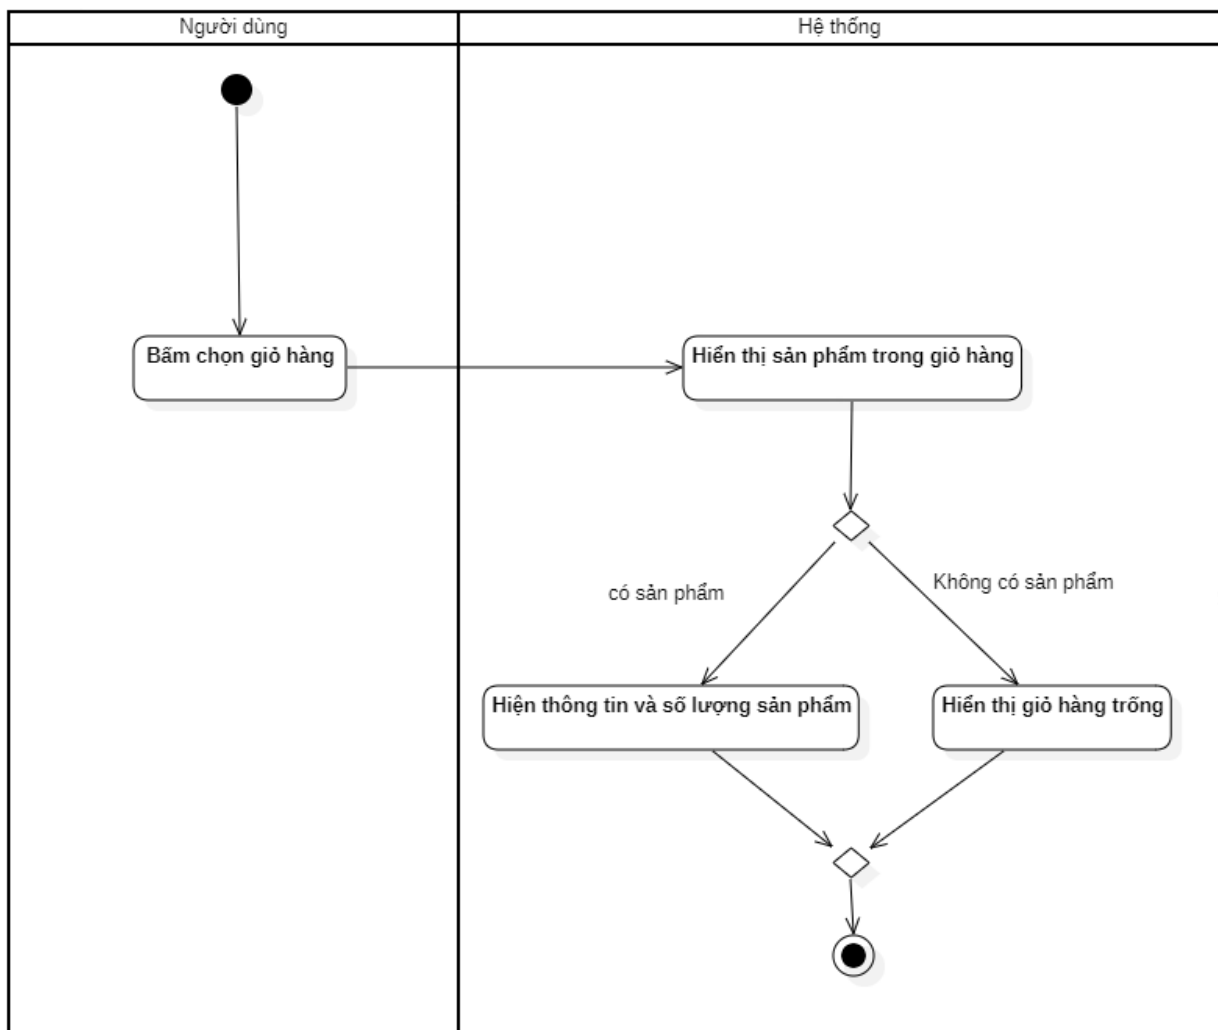 Người dùng
Hệ thống
Bấm chọn giỏ hàng
Hiển thị sản phẩm trong giỏ hàng
có sản phẩm
Không có sản phẩm
Hiện thông tin và số lượng sản phẩm
Hiển thị giỏ hàng trống